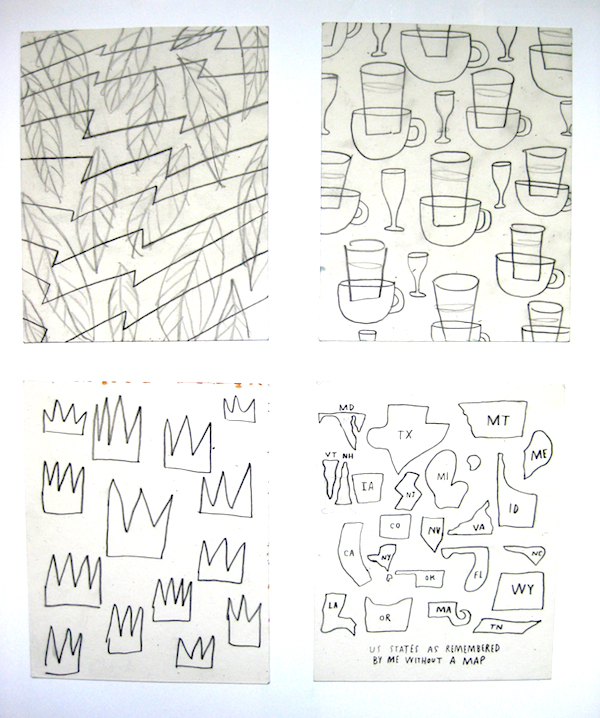 MD
TX
MT
ME
VT NH
IA
NJ
MI
ID
CO
NV
VA
CA
NY
OK
FL
NC
WY
LA
OR
MA
TN
US STATES AS REMEMBERED
BY ME WITHOUT A MAP